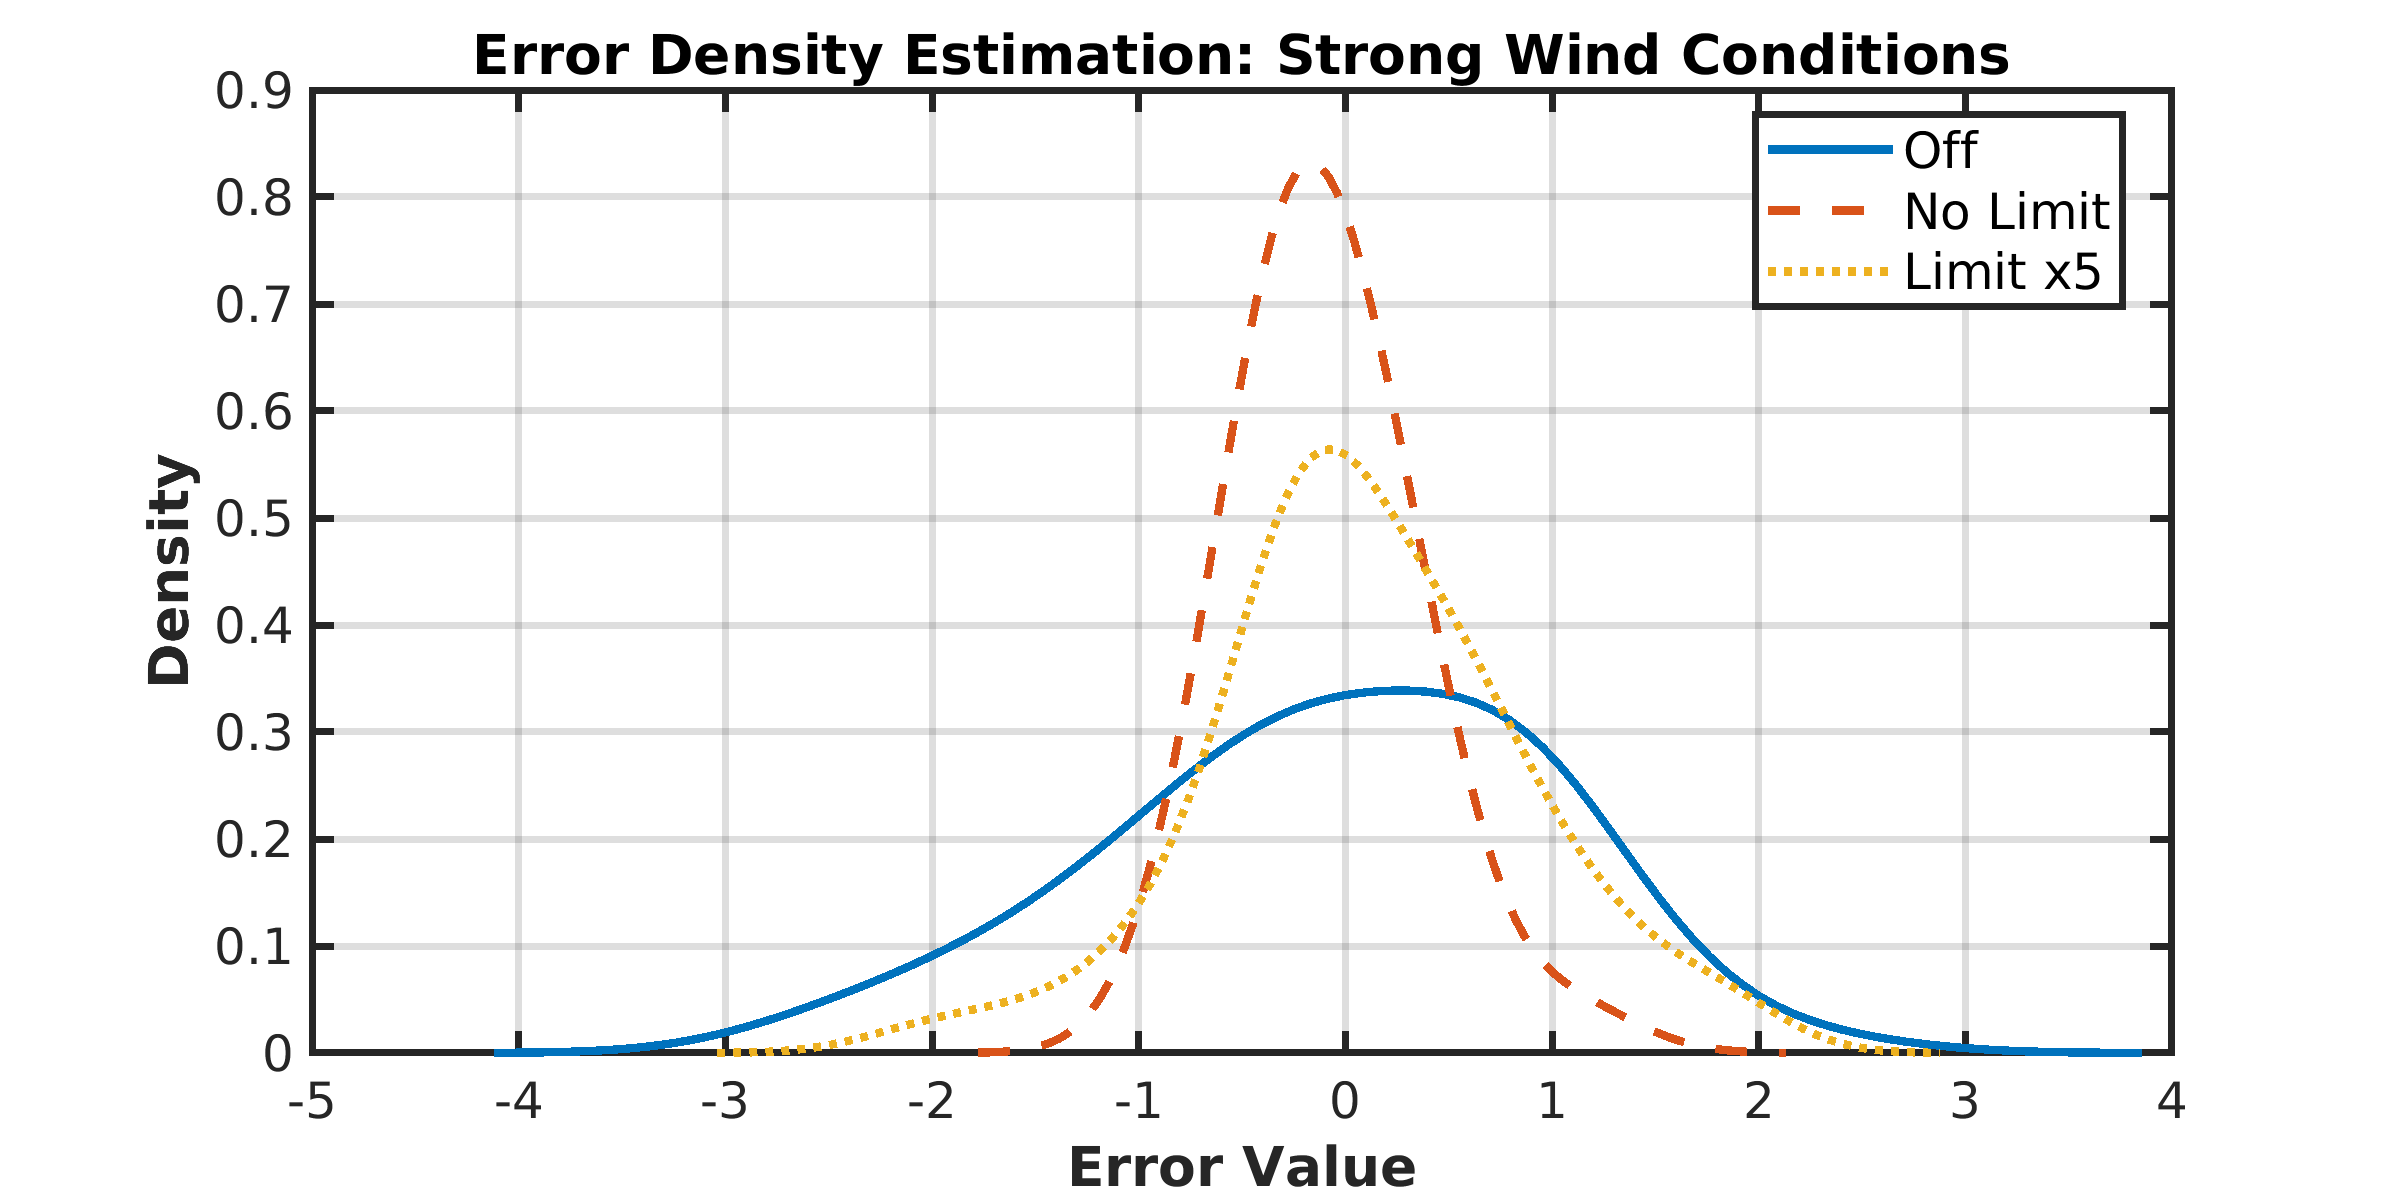 Error Density Estimation: Strong Wind Conditions
0.9
0.8
0.7
0.6
0.5
0.4
0.3
0.2
0.1
0
Density
Off
No Limit
Limit x5
-5 -4 -3 -2 -1 0 1 2 3 4
Error Value